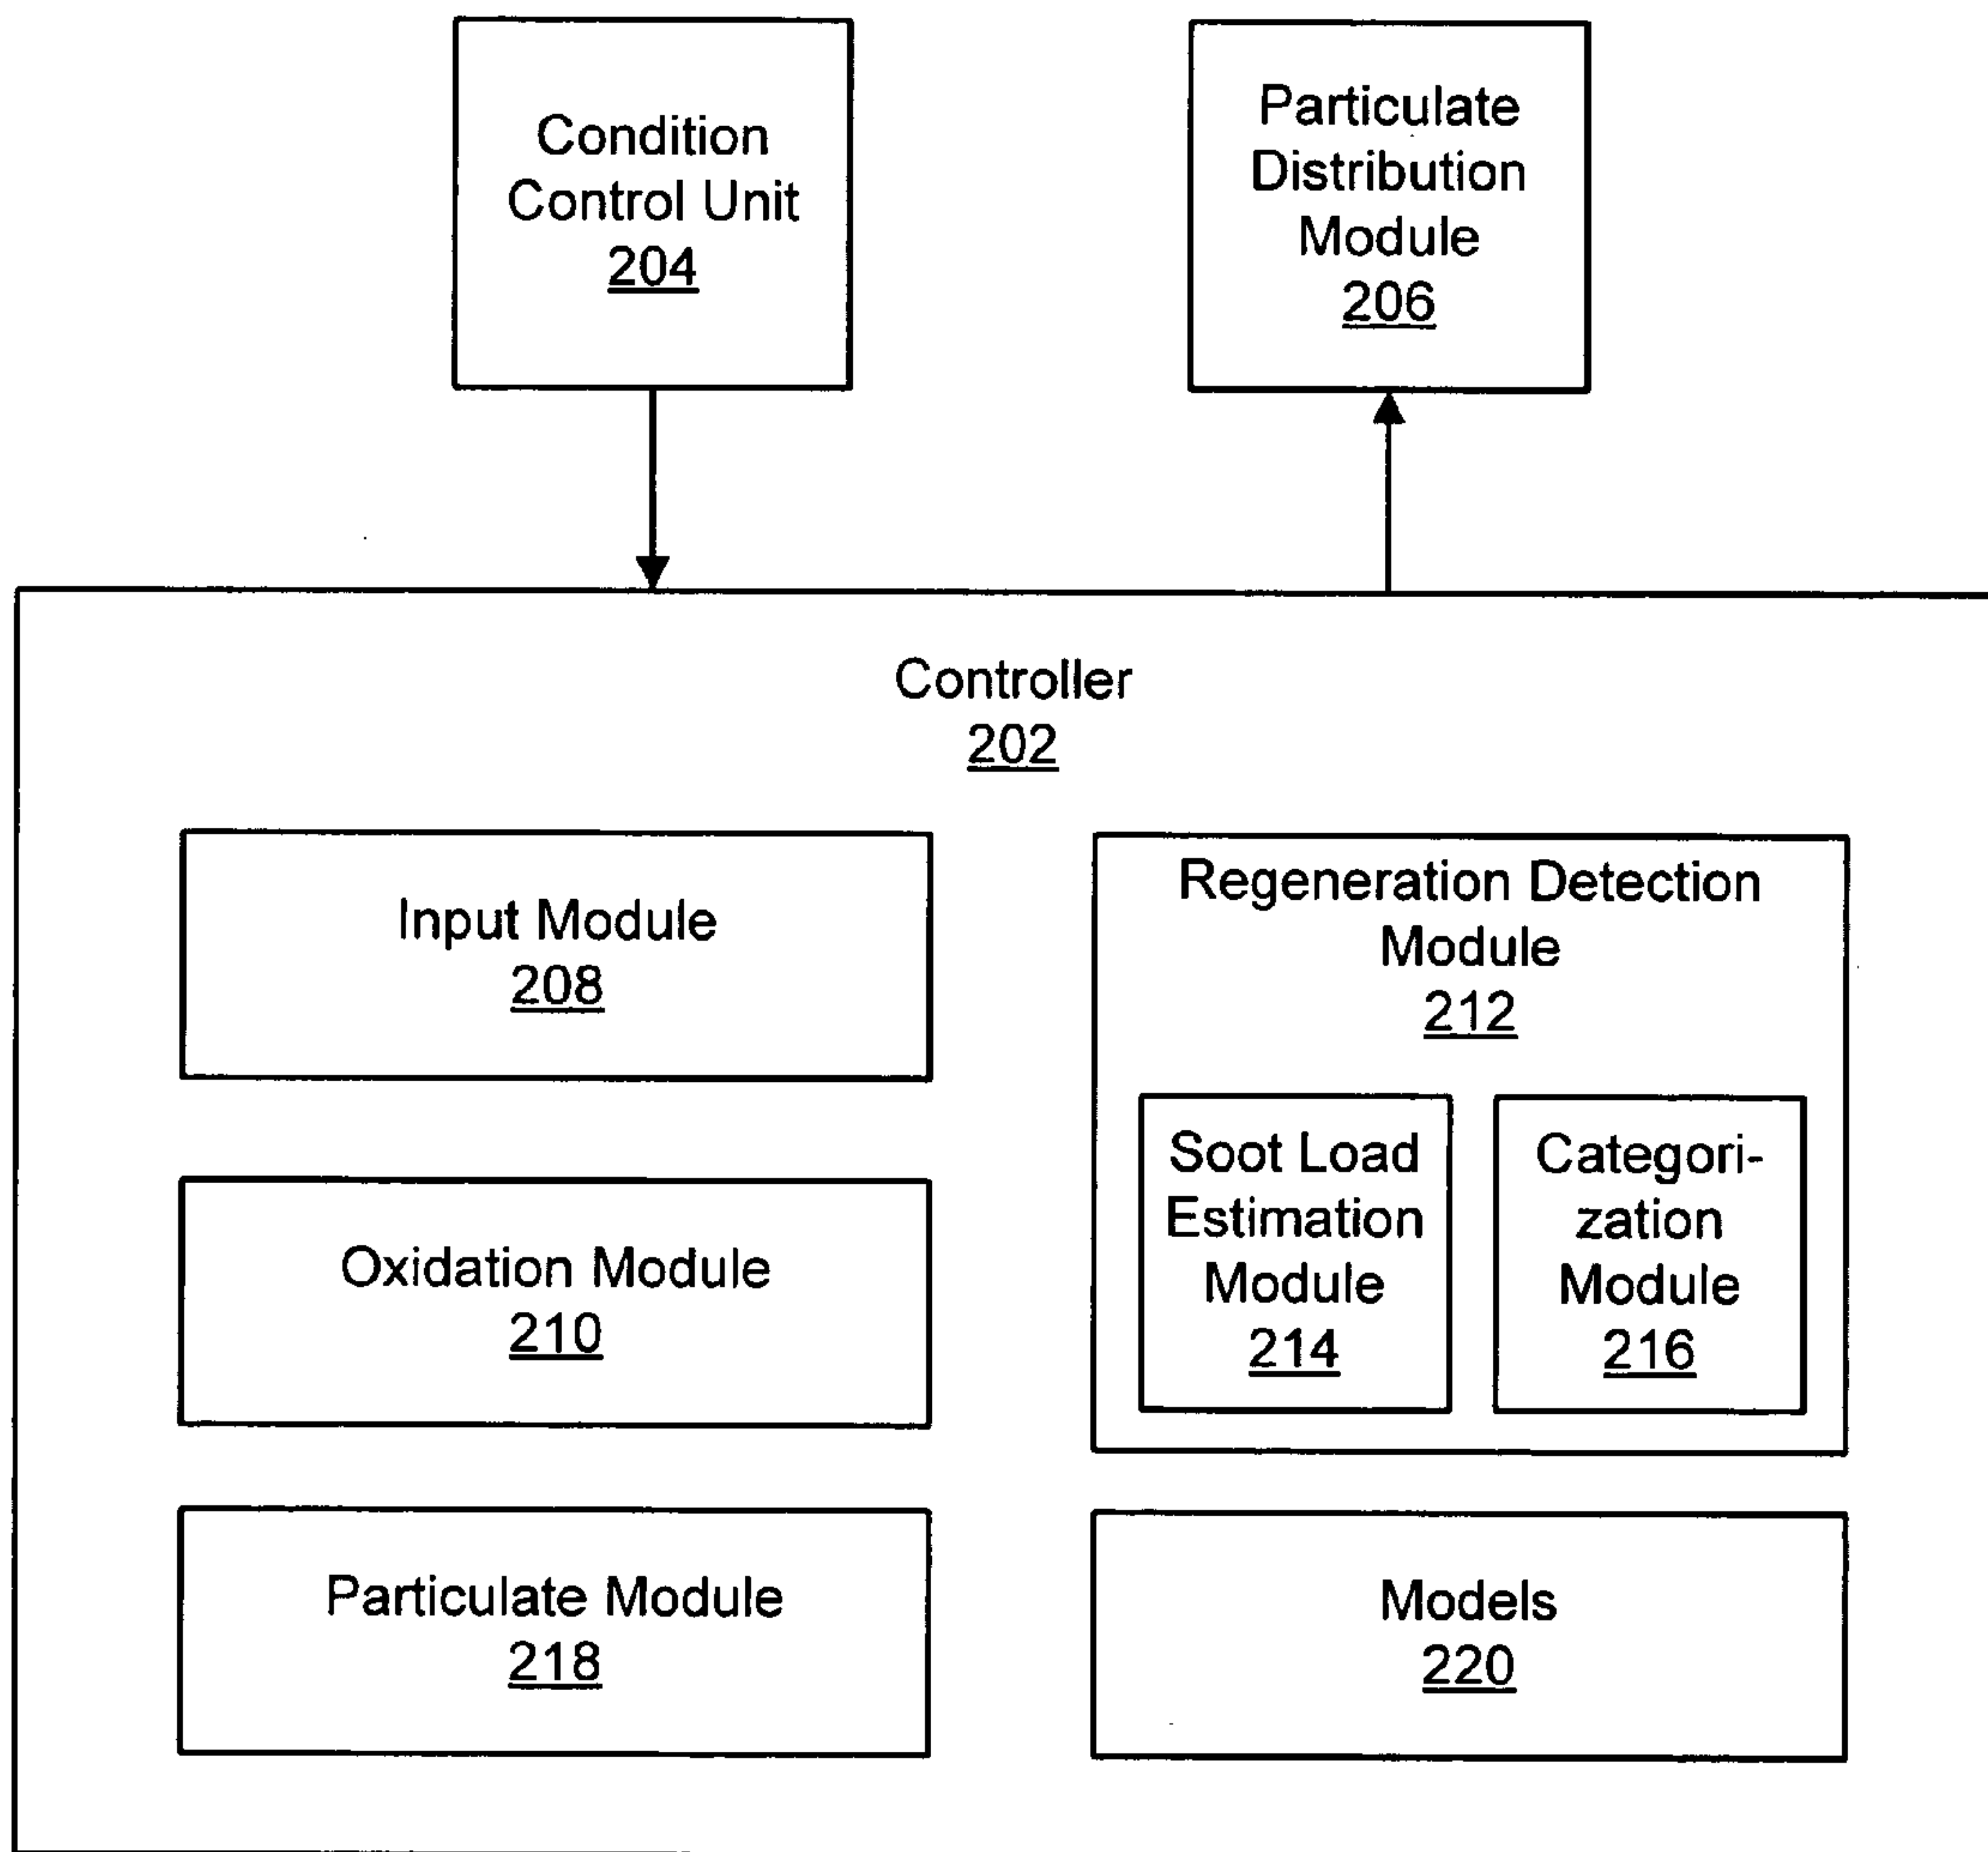 Condition
Control Unit
204
Particulate
Distribution
Module
206
Controller
202
Input Module
208
Regeneration Detection
Module
212
Soot Load
Estimation
Module
214
Categori-
zation
Module
216
Oxidation Module
210
Particulate Module
218
Models
220